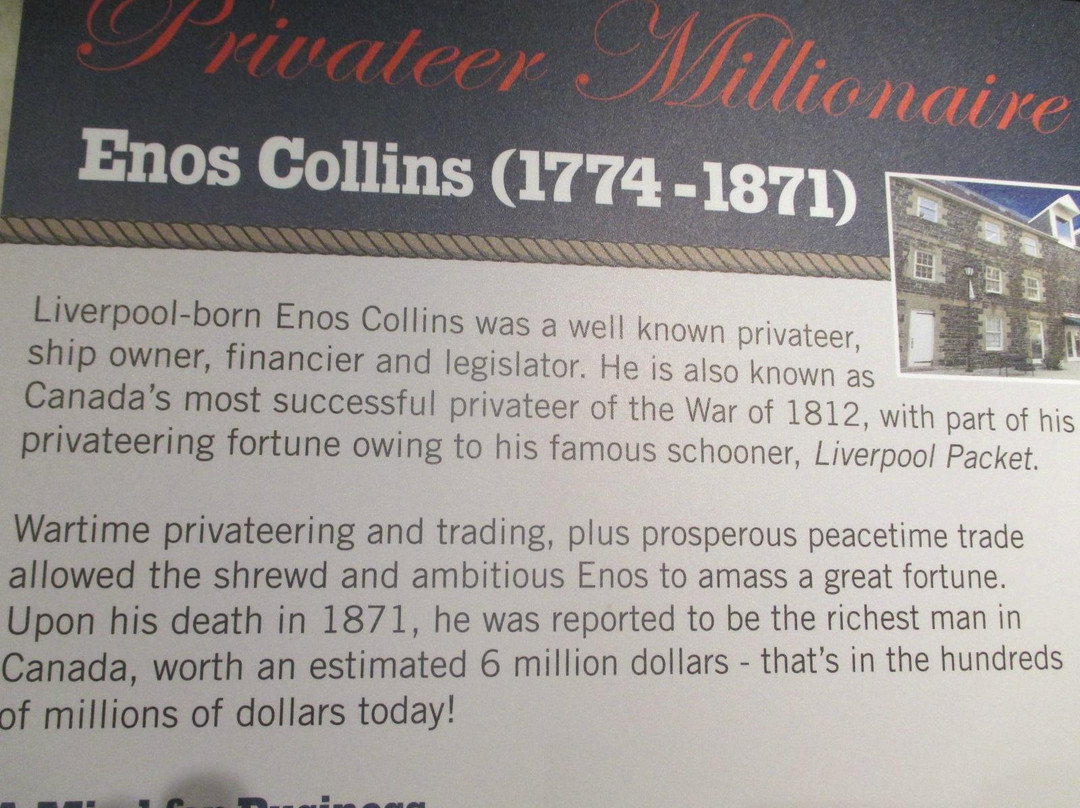 Privateer Millionaire
Enos Collins (1774-1871)
Liverpool-born Enos Collins was a well known privateer,
ship owner, financier and legislator. He is also known as
Canada's most successful privateer of the War of 1812, with part of his
privateering fortune owing to his famous schooner, Liverpool Packet.
Wartime privateering and trading, plus prosperous peacetime trade
allowed the shrewd and ambitious Enos to amass a great fortune.
Upon his death in 1871, he was reported to be the richest man in
Canada, worth an estimated 6 million dollars - that's in the hundreds
of millions of dollars today!
A Mind for Business